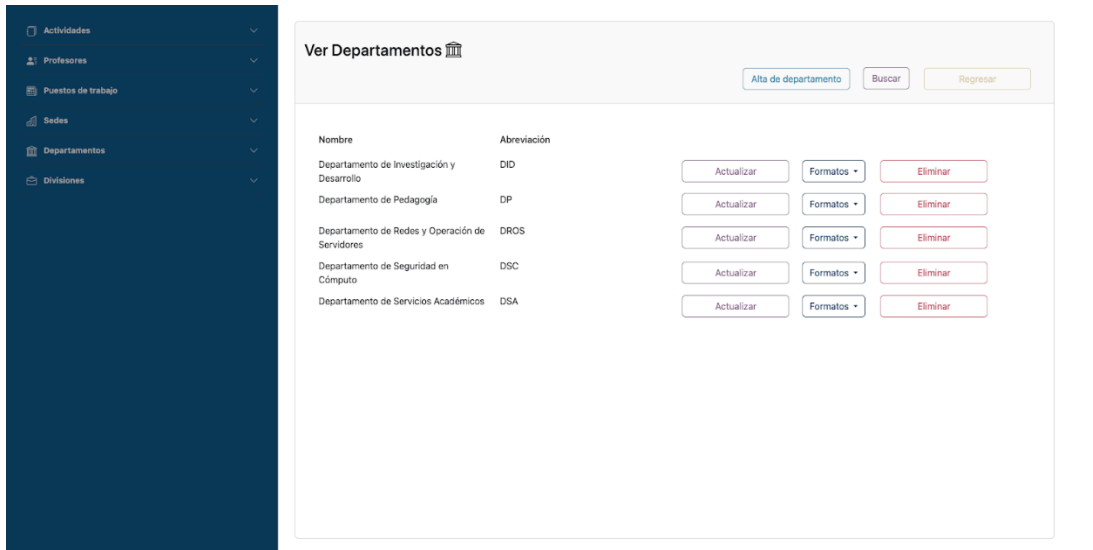 Actividades
Profesores
Puestos de trabajo
Sedes
Departamentos
Divisiones
Ver Departamentos
Alta de departamento Buscar Regresar
Nombre Abreviación
Departamento de Investigación y DID Actualizar Formatos Eliminar
Desarrollo
Departamento de Pedagogía DP Actualizar Formatos Eliminar
Departamento de Redes y Operación de DROS Actualizar Formatos Eliminar
Servidores
Departamento de Seguridad en DSC Actualizar Formatos Eliminar
Cómputo
Departamento de Servicios Académicos DSA Actualizar Formatos Eliminar